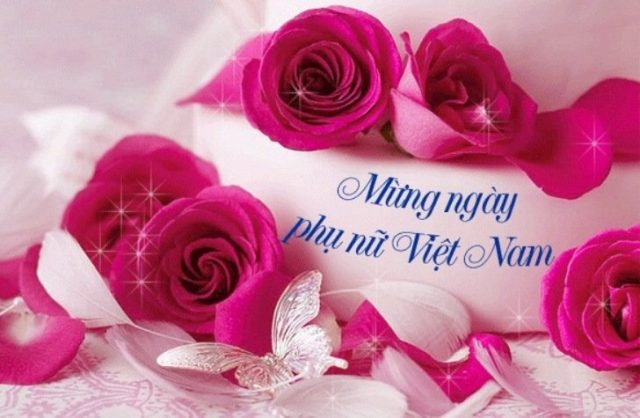 Mừng ngày
phụ nữ Việt Nam